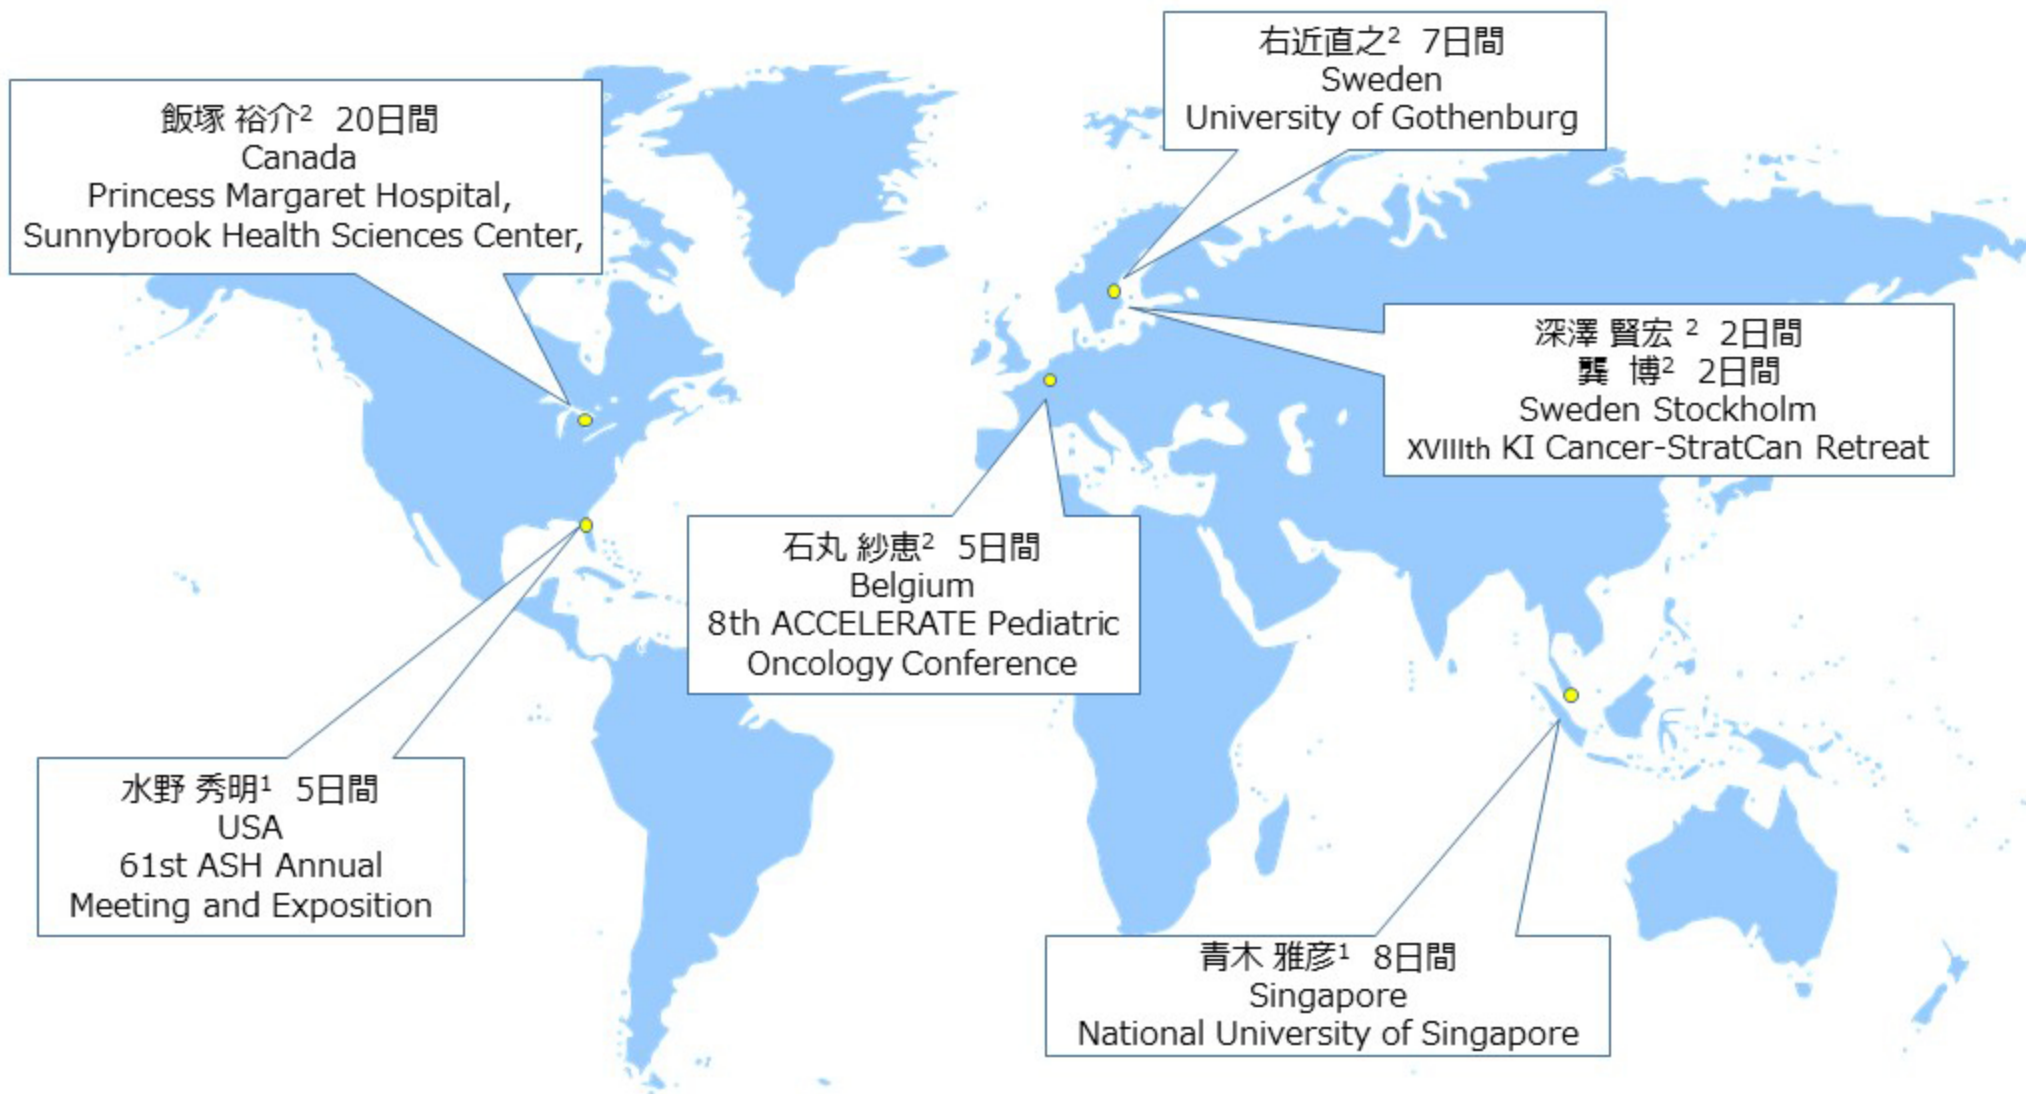 飯塚 裕介² 20日間
Canada
Princess Margaret Hospital,
Sunnybrook Health Sciences Center,
右近直之² 7日間
Sweden
University of Gothenburg
深澤 賢宏 ² 2日間
龔 博² 2日間
Sweden Stockholm
XVIIIth KI Cancer-StratCan Retreat
石丸 紗恵² 5日間
Belgium
8th ACCELERATE Pediatric
Oncology Conference
水野 秀明¹ 5日間
USA
61st ASH Annual
Meeting and Exposition
青木 雅彦¹ 8日間
Singapore
National University of Singapore